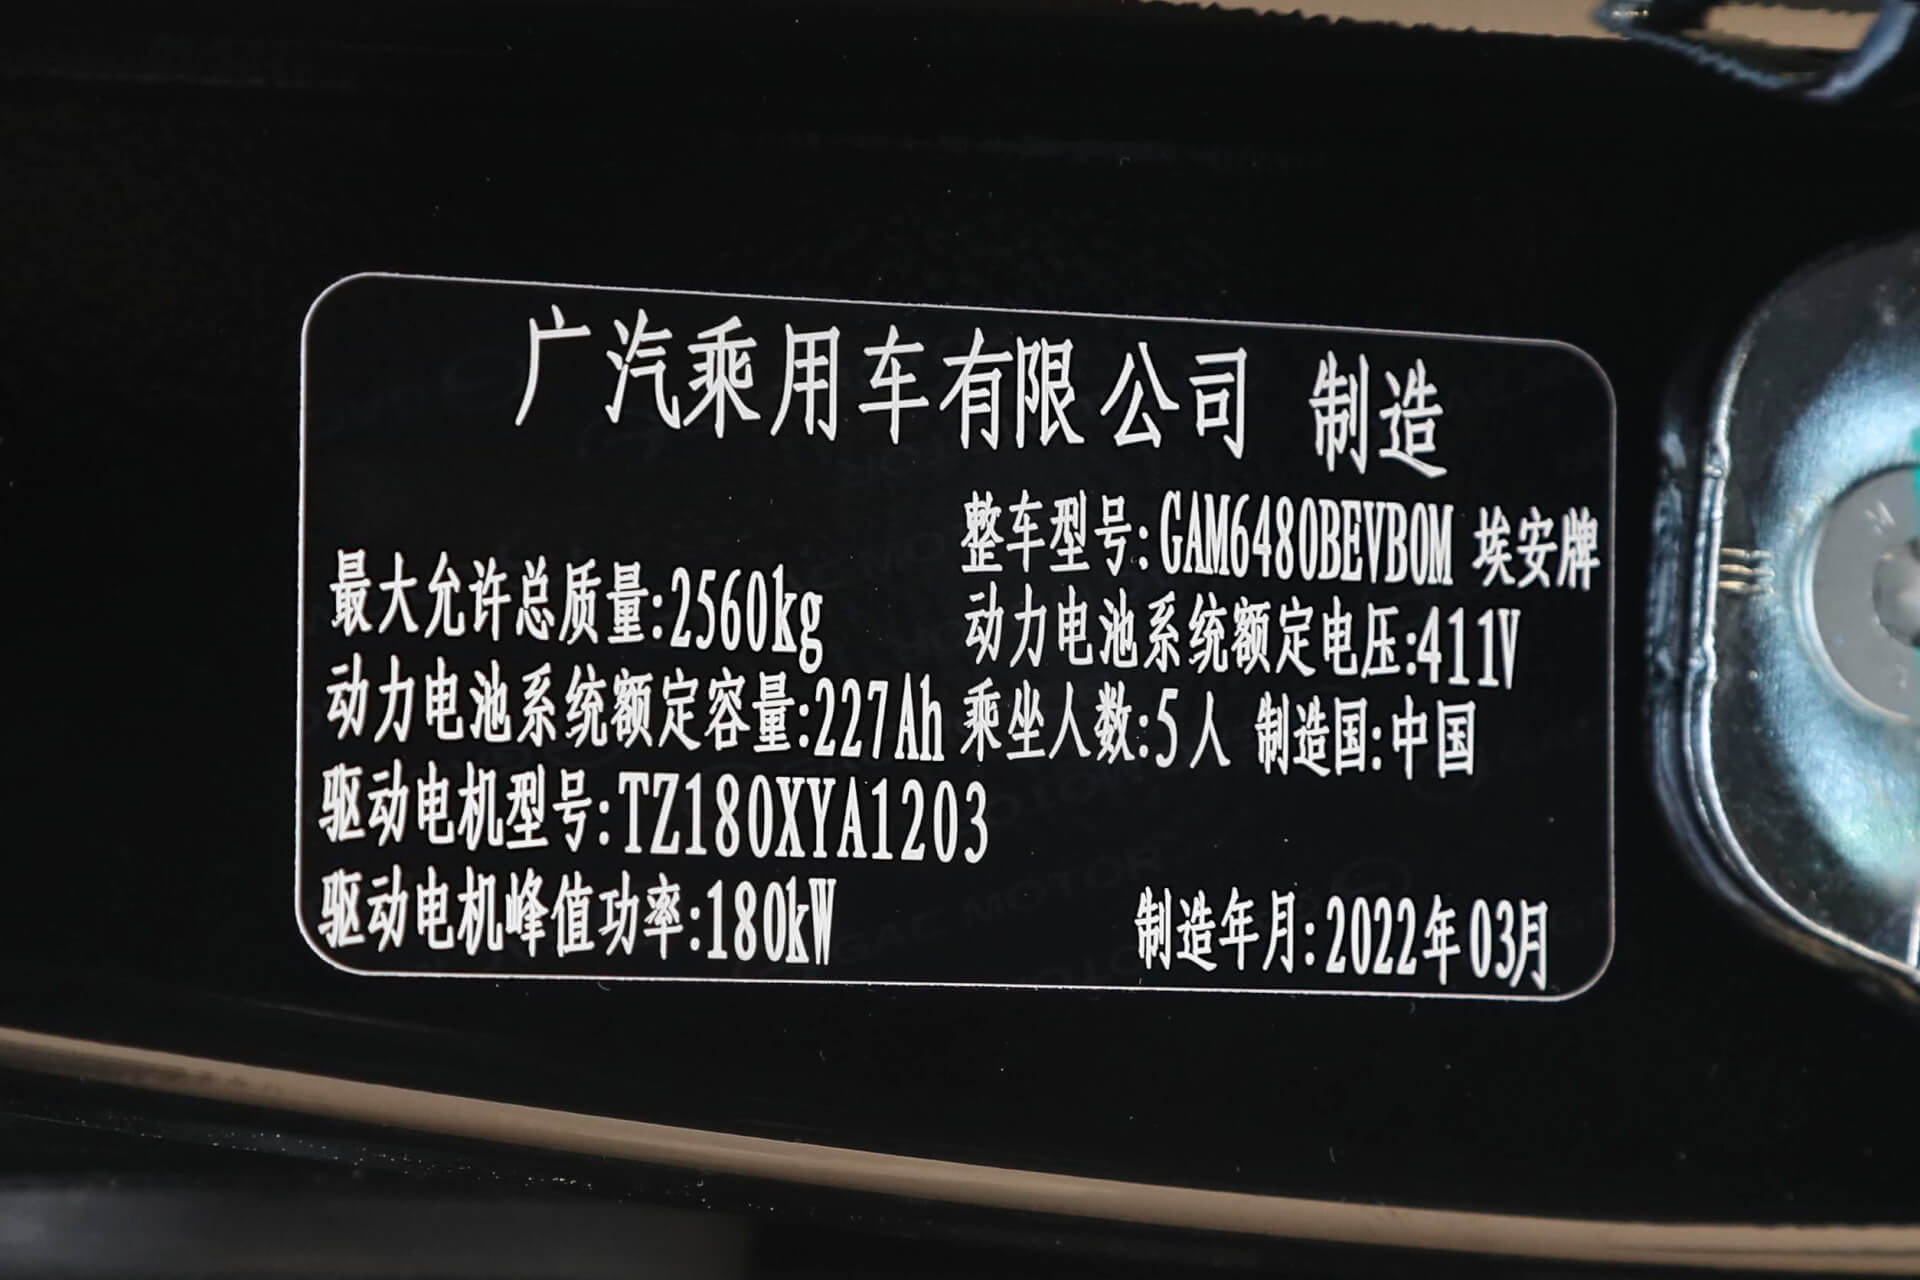 广汽乘用车有限公司 制造
整车型号:GAM6480BEVB0M 埃安牌
最大允许总质量:2560kg
动力电池系统额定电压:411V
动力电池系统额定容量:227Ah
乘坐人数:5人 制造国:中国
驱动电机型号:TZ180XYA1203
驱动电机峰值功率:180kW
制造年月:2022年03月
GAC MOTOR